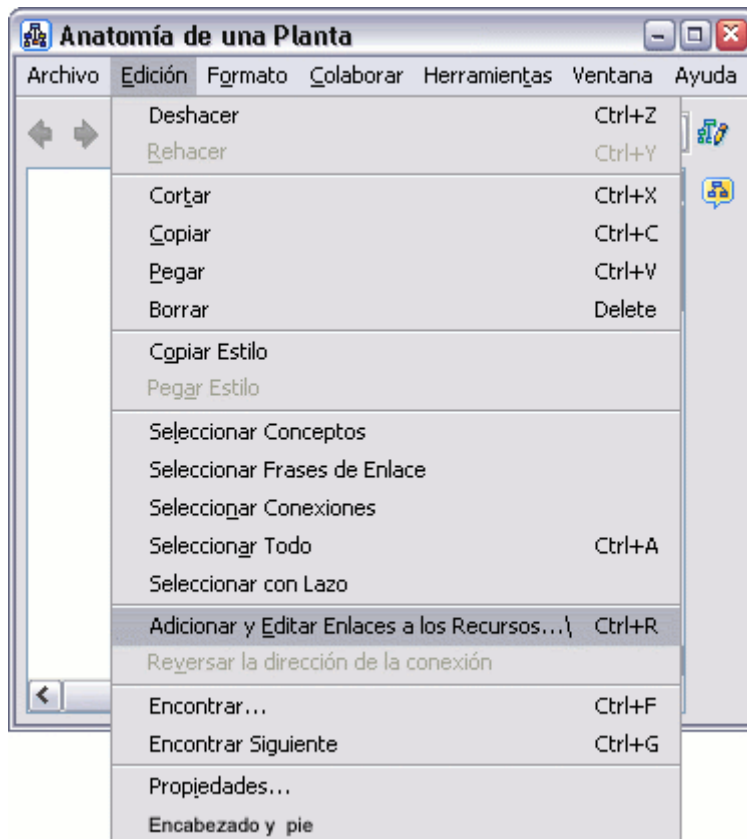 Anatomía de una Planta
Archivo Edición Formato Colaborar Herramientas Ventana Ayuda
Deshacer Ctrl+Z
Rehacer Ctrl+Y
Cortar Ctrl+X
Copiar Ctrl+C
Pegar Ctrl+V
Borrar Delete
Copiar Estilo
Pegar Estilo
Seleccionar Conceptos
Seleccionar Frases de Enlace
Seleccionar Conexiones
Seleccionar Todo Ctrl+A
Seleccionar con Lazo
Adicionar y Editar Enlaces a los Recursos...\ Ctrl+R
Reversar la dirección de la conexión
Encontrar... Ctrl+F
Encontrar Siguiente Ctrl+G
Propiedades...
Encabezado y pie